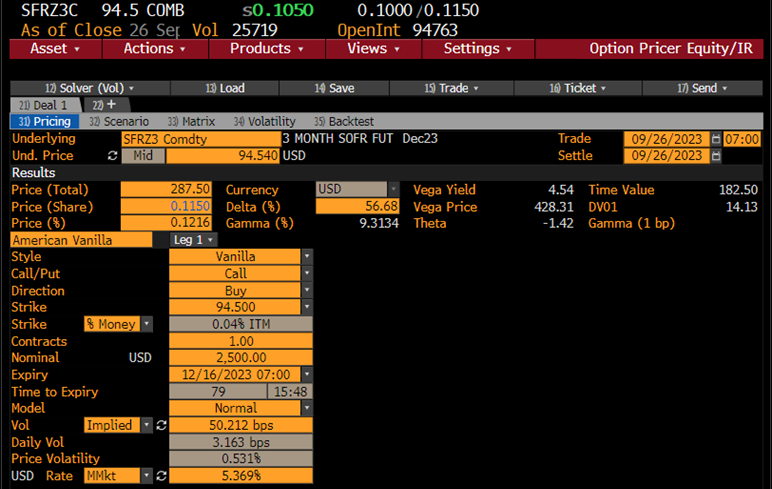 SFRZ3C 94.5 COMB s0.1050 0.1000/0.1150
As of Close 26 Sep Vol 25719 OpenInt 94763
Asset Actions Products Views Settings Option Pricer Equity/IR
12) Solver (Vol) 13) Load 14) Save 15) Trade 16) Ticket 17) Send
21) Deal 1 22) +
31) Pricing 32) Scenario 33) Matrix 34) Volatility 35) Backtest
Underlying SFRZ3 Comdty 3 MONTH SOFR FUT Dec23 Trade 09/26/2023 07:00
Und. Price Mid 94.540 USD Settle 09/26/2023
Results
Price (Total) 287.50 Currency USD Vega Yield 4.54 Time Value 182.50
Price (Share) 0.1150 Delta (%) 56.68 Vega Price 428.31 DV01 14.13
Price (%) 0.1216 Gamma (%) 9.3134 Theta -1.42 Gamma (1 bp)
American Vanilla Leg 1
Style Vanilla
Call/Put Call
Direction Buy
Strike 94.500
Strike % Money 0.04% ITM
Contracts 1.00
Nominal USD 2,500.00
Expiry 12/16/2023 07:00
Time to Expiry 79 15:48
Model Normal
Vol Implied 50.212 bps
Daily Vol 3.163 bps
Price Volatility 0.531%
USD Rate MMkt 5.369%